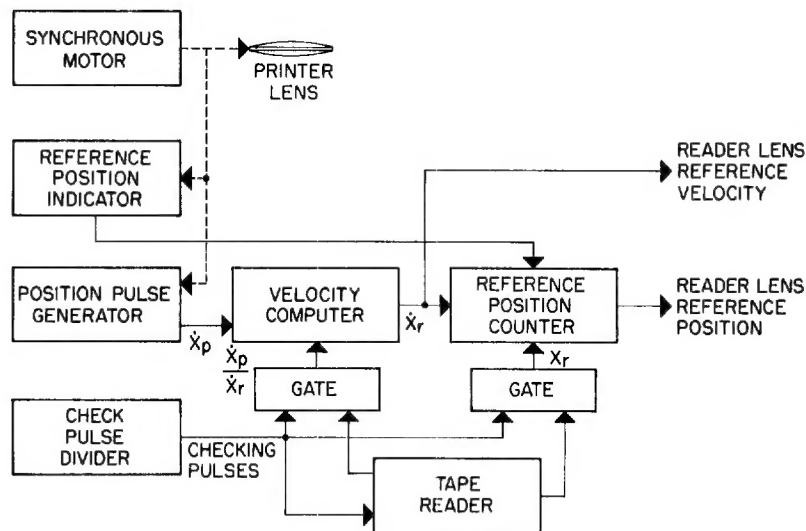 SYNCHRONOUS
MOTOR
PRINTER
LENS
REFERENCE
POSITION
INDICATOR
READER LENS
REFERENCE
VELOCITY
POSITION PULSE
GENERATOR
Ẋp
VELOCITY
COMPUTER
Ẋr
REFERENCE
POSITION
COUNTER
READER LENS
REFERENCE
POSITION
Ẋp
Ẋr
GATE
Xr
GATE
CHECK
PULSE
DIVIDER
CHECKING
PULSES
TAPE
READER